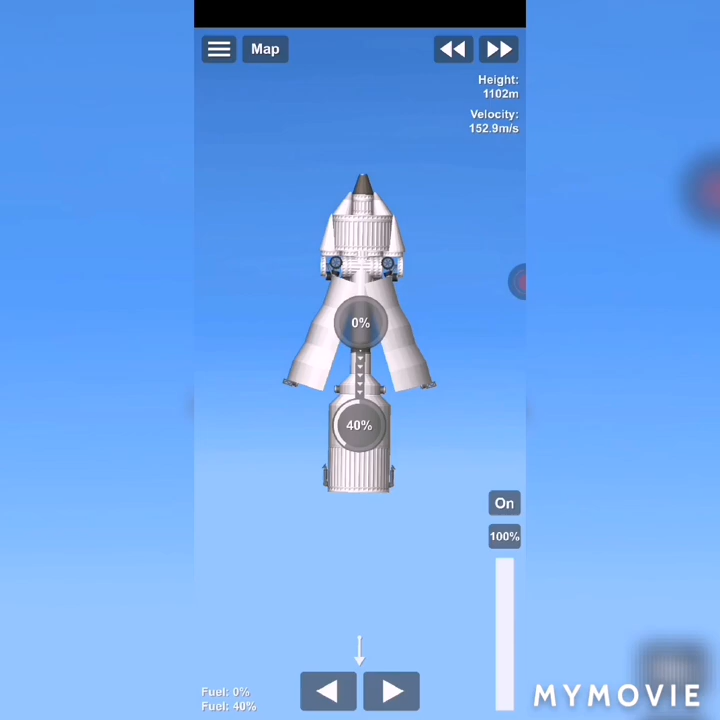 Map
Height:
1102m
Velocity:
152.9m/s
0%
40%
On
100%
Fuel: 0%
Fuel: 40%
MYMOVIE